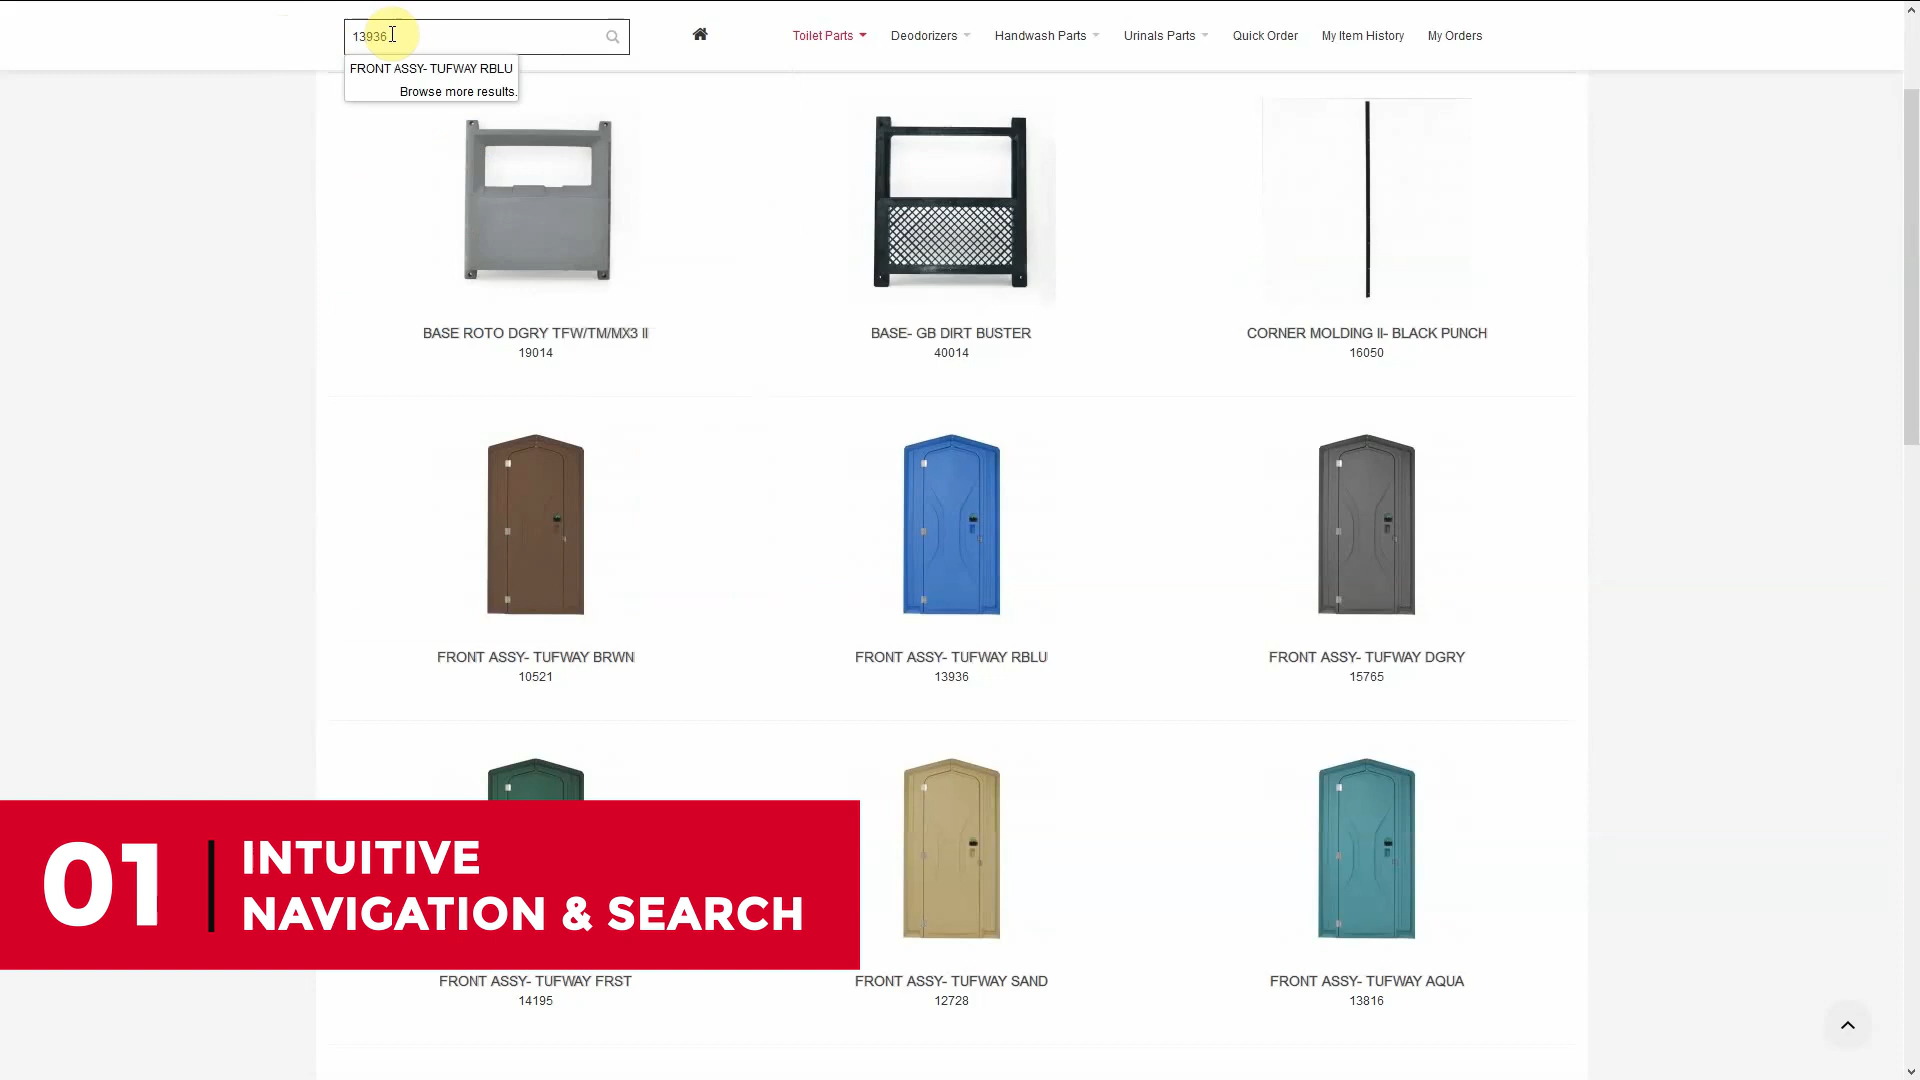 13936
Toilet Parts
Deodorizers
Handwash Parts
Urinals Parts
Quick Order
My Item History
My Orders
FRONT ASSY- TUFWAY RBLU
Browse more results.
BASE ROTO DGRY TFW/TM/MX3 II
19014
BASE- GB DIRT BUSTER
40014
CORNER MOLDING II- BLACK PUNCH
16050
FRONT ASSY- TUFWAY BRWN
10521
FRONT ASSY- TUFWAY RBLU
13936
FRONT ASSY- TUFWAY DGRY
15765
01
INTUITIVE
NAVIGATION & SEARCH
FRONT ASSY- TUFWAY FRST
14195
FRONT ASSY- TUFWAY SAND
12728
FRONT ASSY- TUFWAY AQUA
13816